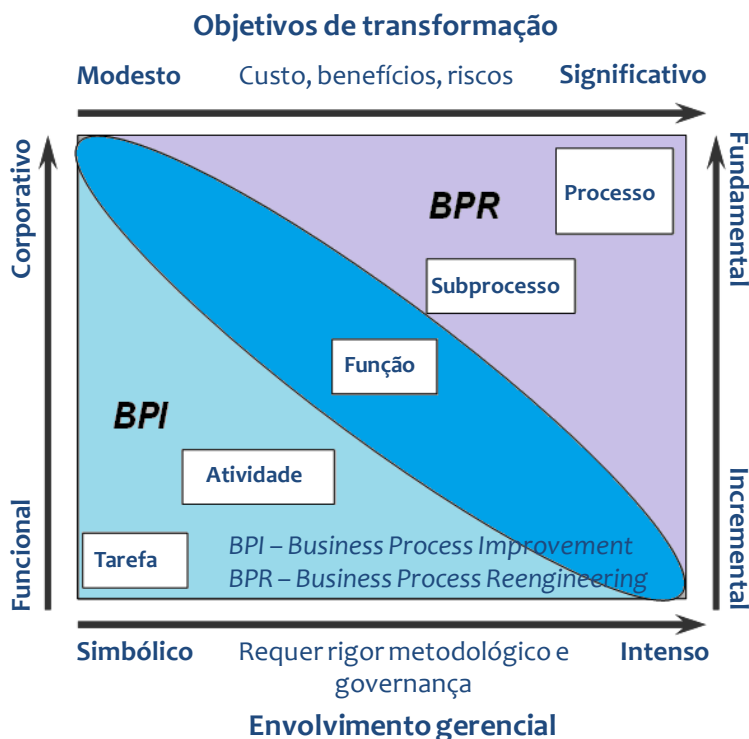 Objetivos de transformação
Modesto Custo, benefícios, riscos Significativo
Corporativo
Fundamental
Processo
BPR
Subprocesso
Função
BPI
Atividade
Funcional
Incremental
Tarefa
BPI – Business Process Improvement
BPR – Business Process Reengineering
Simbólico Requer rigor metodológico e Intenso
governança
Envolvimento gerencial